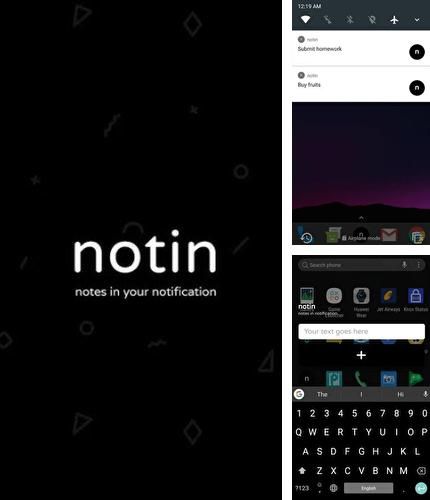 notin
notes in your notification
12:19 AM
notin
Submit homework
n
notin
Buy fruits
n
Airplane mode
Search phone
Huawei Wear
Jet Airways
Knox Status
notin
notes in notification
Your text goes here
+
n
The I Hi
1 2 3 4 5 6 7 8 9 0
Q W E R T Y U I O P
A S D F G H J K L
Z X C V B N M
?123 , English .